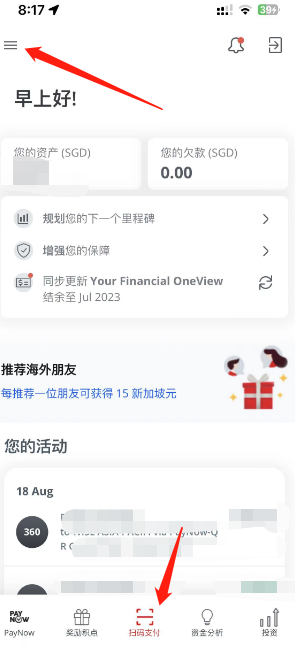 8:17
39
早上好!
您的资产 (SGD)
您的欠款 (SGD)
0.00
规划您的下一个里程碑
增强您的保障
同步更新 Your Financial OneView
结余至 Jul 2023
推荐海外朋友
每推荐一位朋友可获得 15 新加坡元
您的活动
18 Aug
360
via PayNow-Q
R
PAY
NOW
PayNow
奖励积点
扫码支付
资金分析
投资